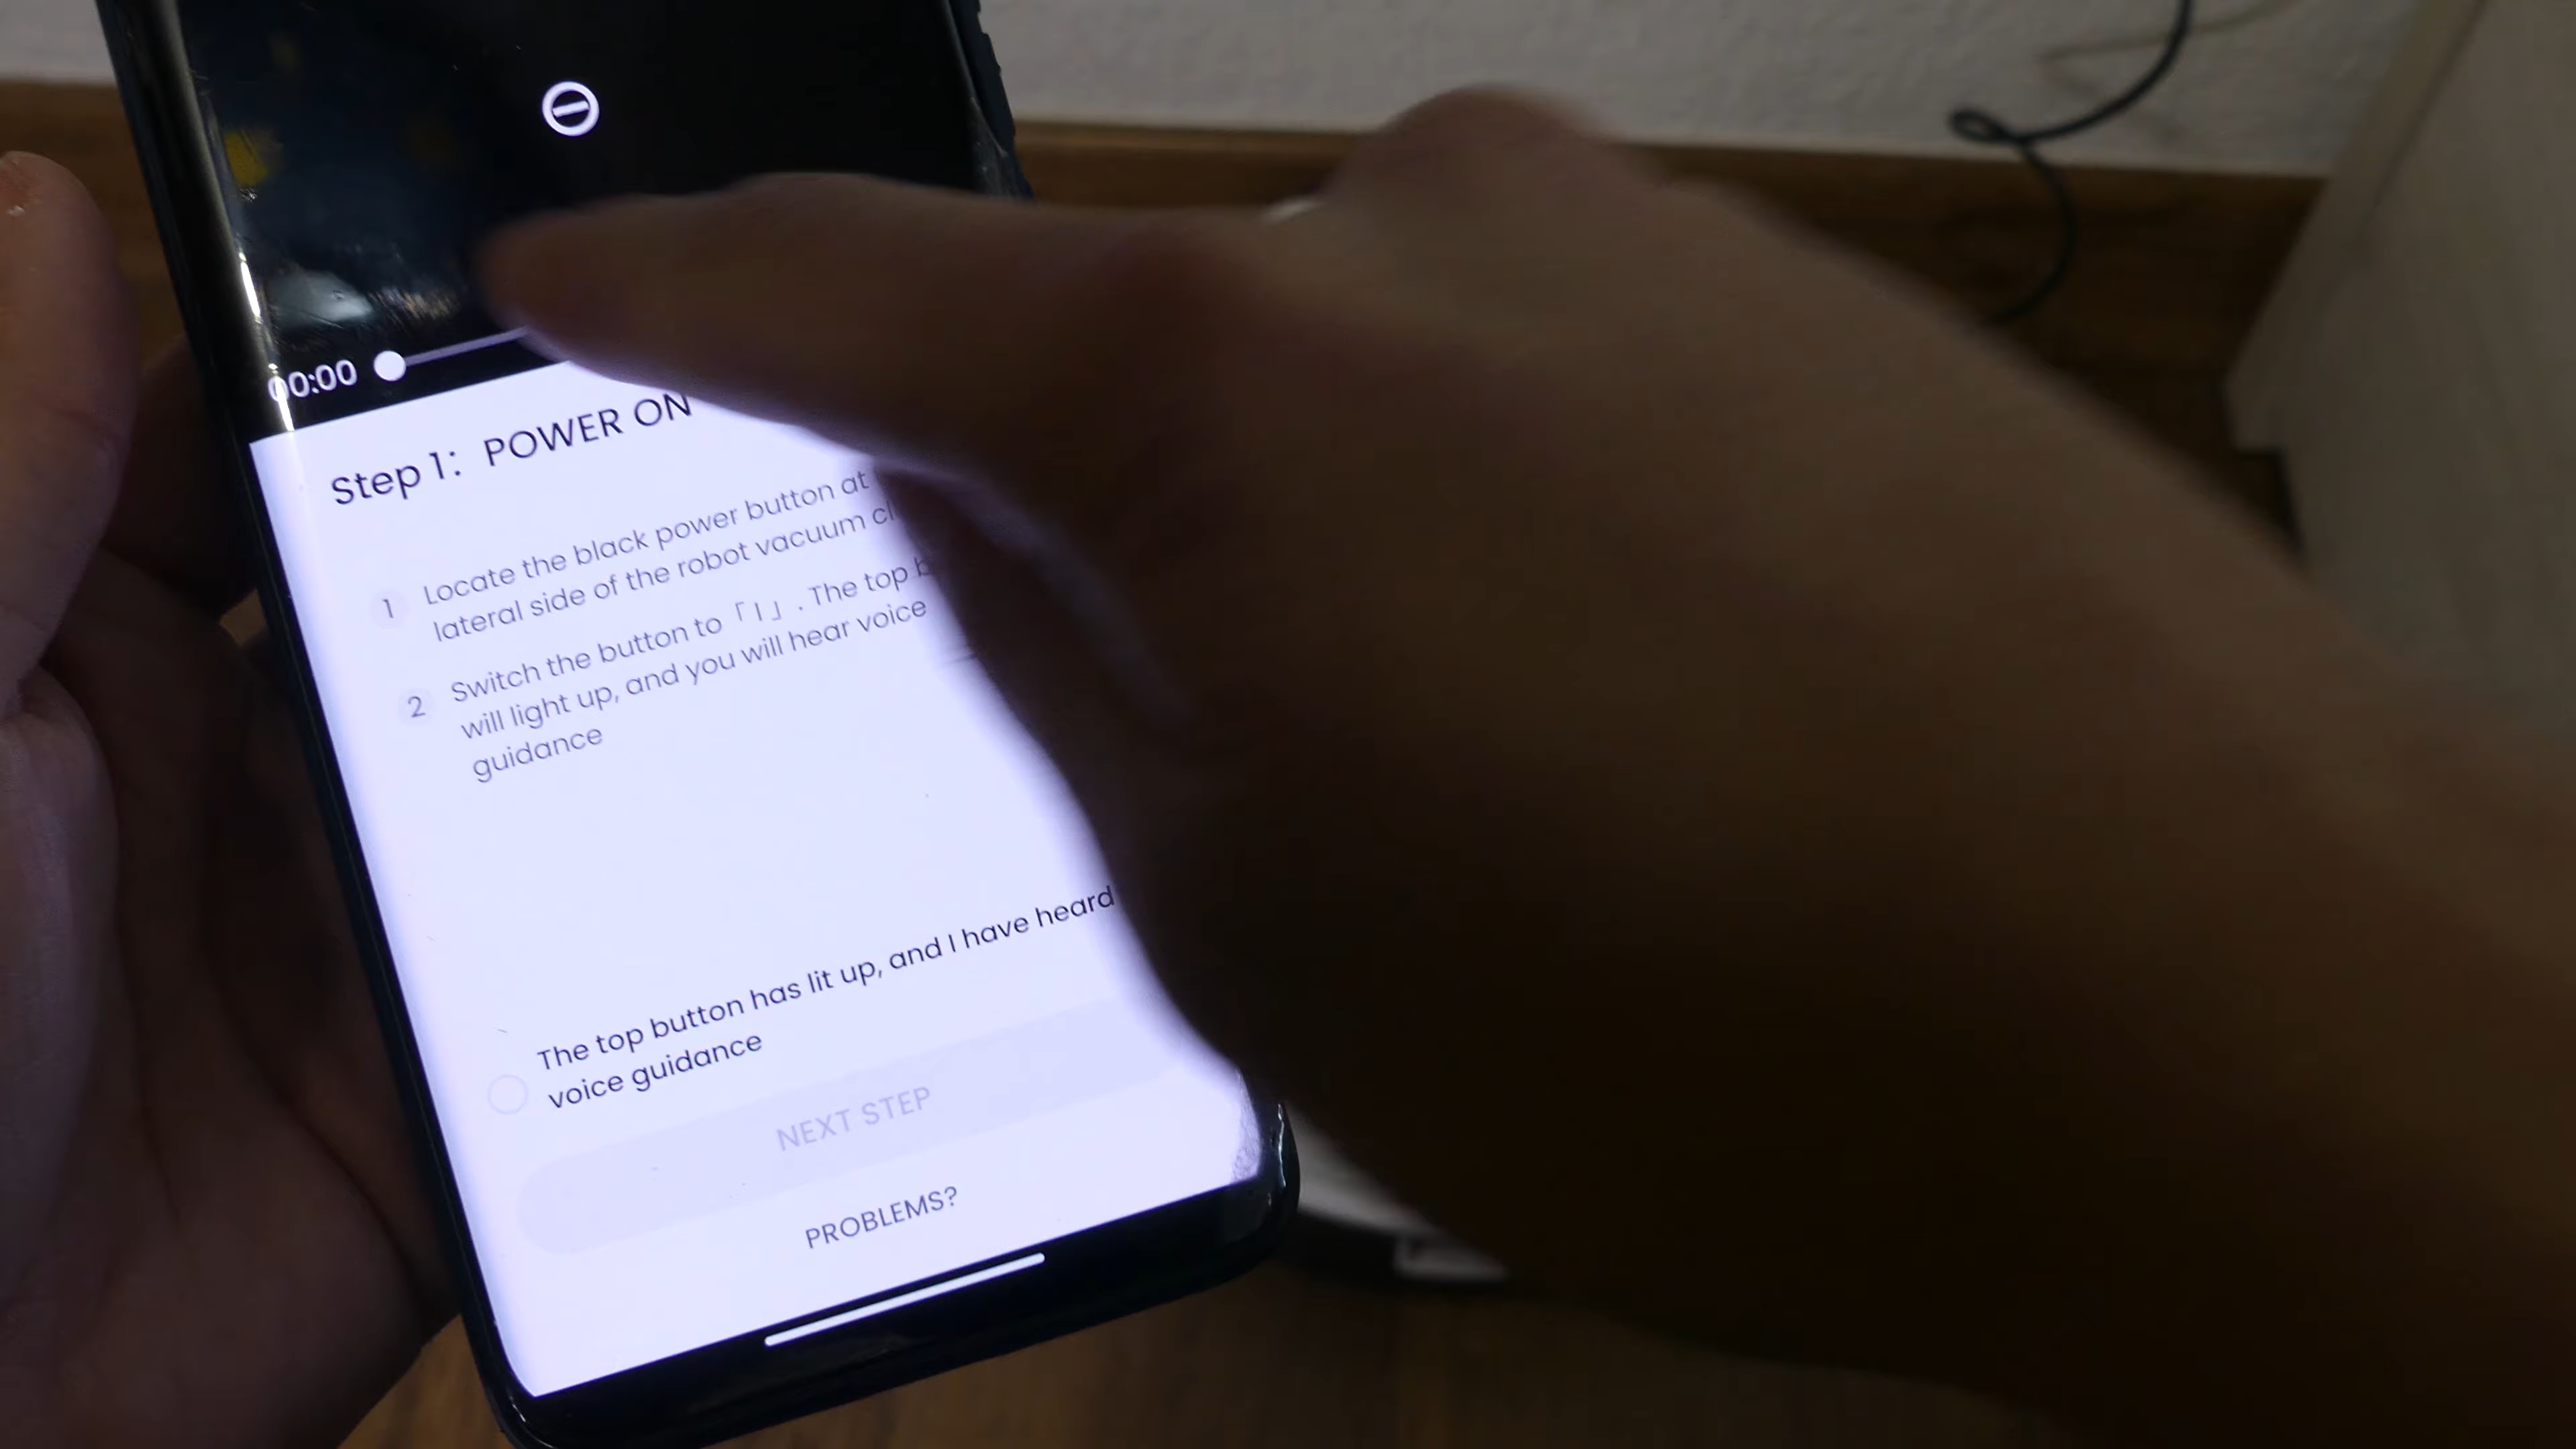 00:00
Step 1: POWER ON
1 Locate the black power button at
lateral side of the robot vacuum
2 Switch the button to「I」. The top
will light up, and you will hear voice
guidance
The top button has lit up, and I have heard
voice guidance
NEXT STEP
PROBLEMS?